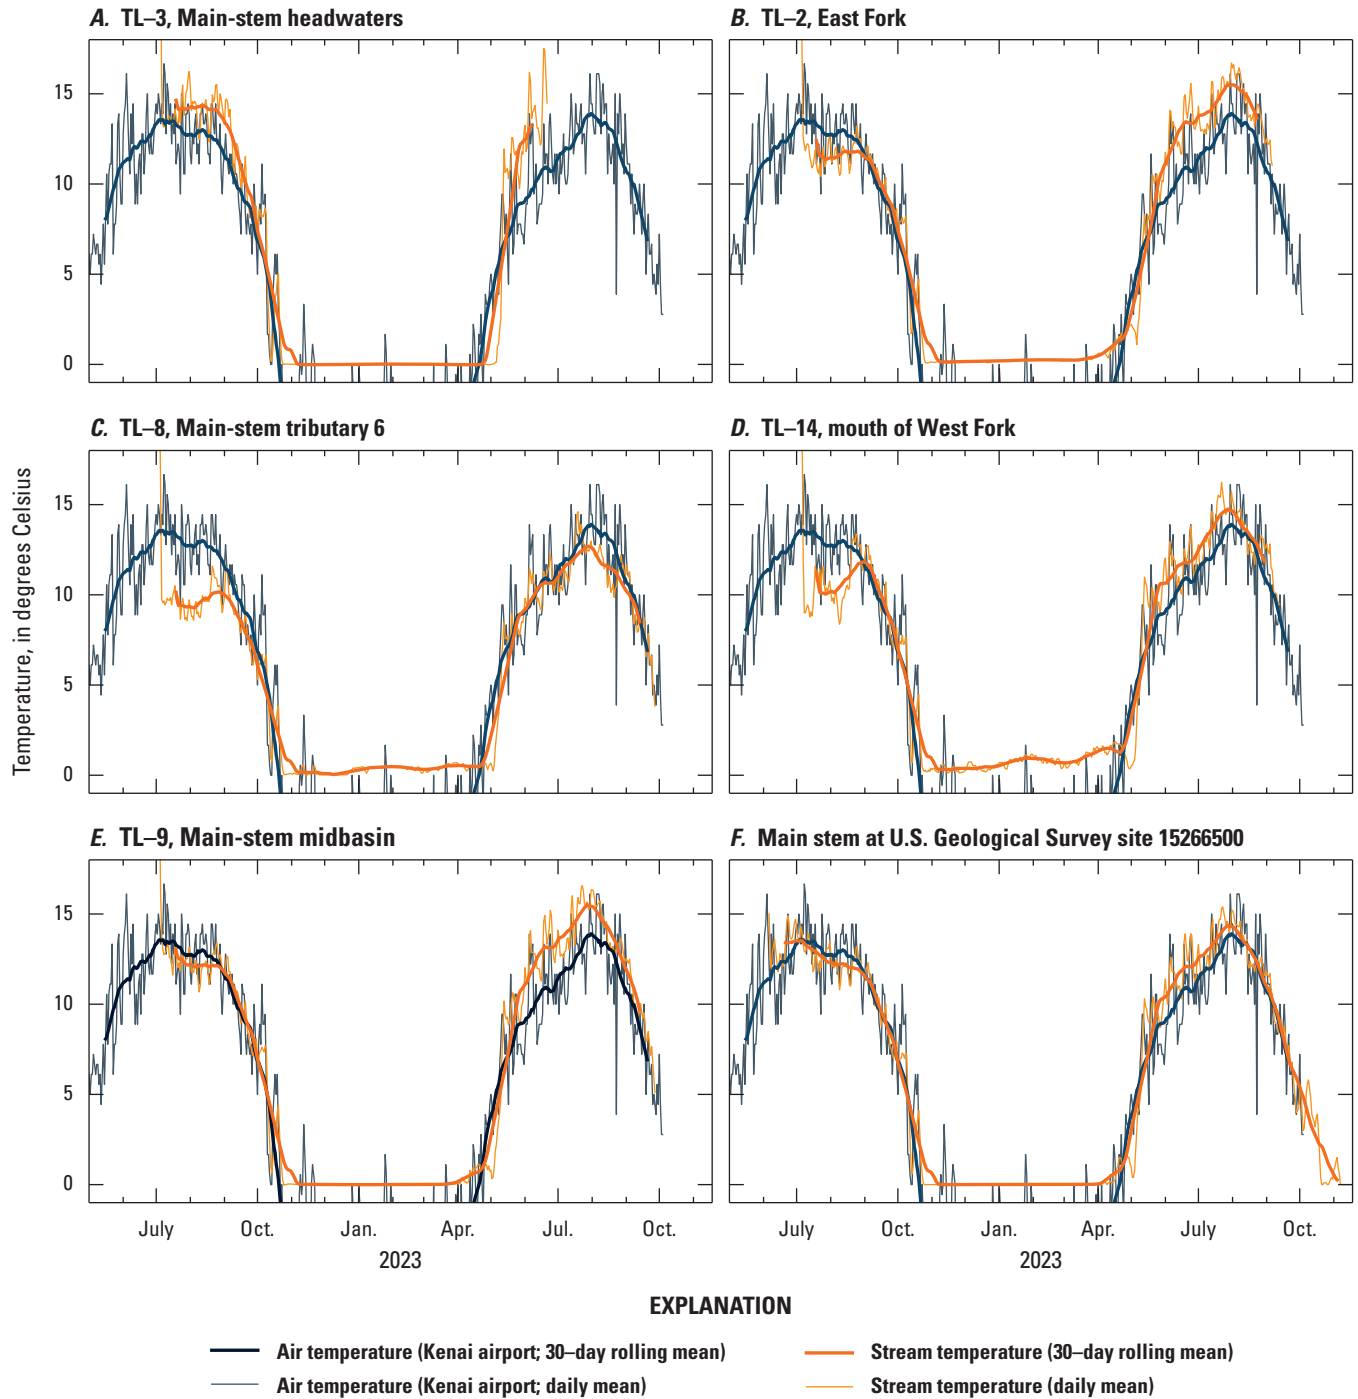 A. TL–3, Main-stem headwaters
B. TL–2, East Fork
15
10
5
0
C. TL–8, Main-stem tributary 6
D. TL–14, mouth of West Fork
15
10
5
0
Temperature, in degrees Celsius
E. TL–9, Main-stem midbasin
F. Main stem at U.S. Geological Survey site 15266500
15
10
5
0
July Oct. Jan. Apr. Jul. Oct.
July Oct. Jan. Apr. July Oct.
2023
2023
EXPLANATION
Air temperature (Kenai airport; 30–day rolling mean)
Stream temperature (30–day rolling mean)
Air temperature (Kenai airport; daily mean)
Stream temperature (daily mean)